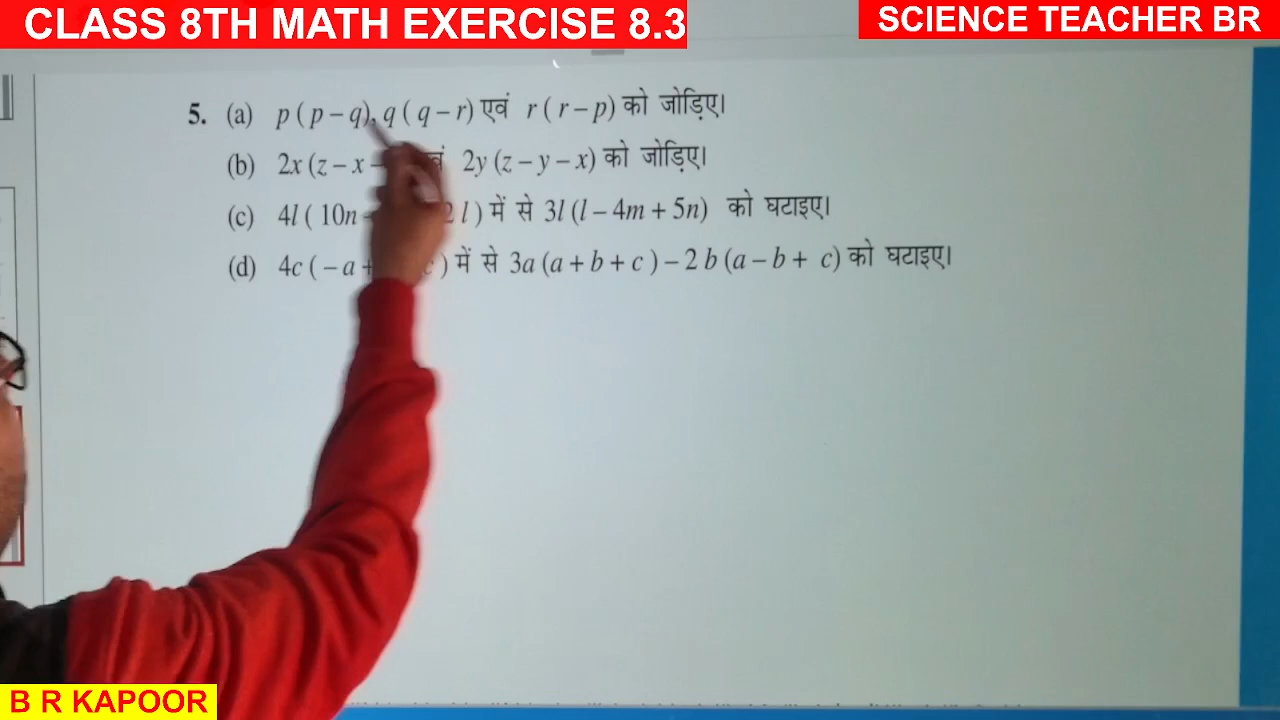 CLASS 8TH MATH EXERCISE 8.3
SCIENCE TEACHER BR
5. (a) p ( p – q), q ( q – r) एवं r ( r – p) को जोड़िए।
(b) 2x (z – x – एवं 2y (z – y – x) को जोड़िए।
(c) 4l ( 10n 2 l ) में से 3l (l – 4m + 5n) को घटाइए।
(d) 4c ( – a + ) में से 3a (a + b + c ) – 2 b (a – b + c) को घटाइए।
B R KAPOOR